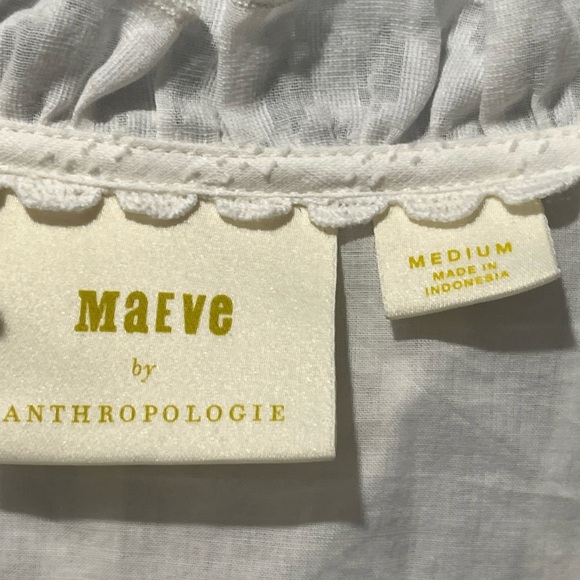 MaEve
by
ANTHROPOLOGIE
MEDIUM
MADE IN
INDONESIA